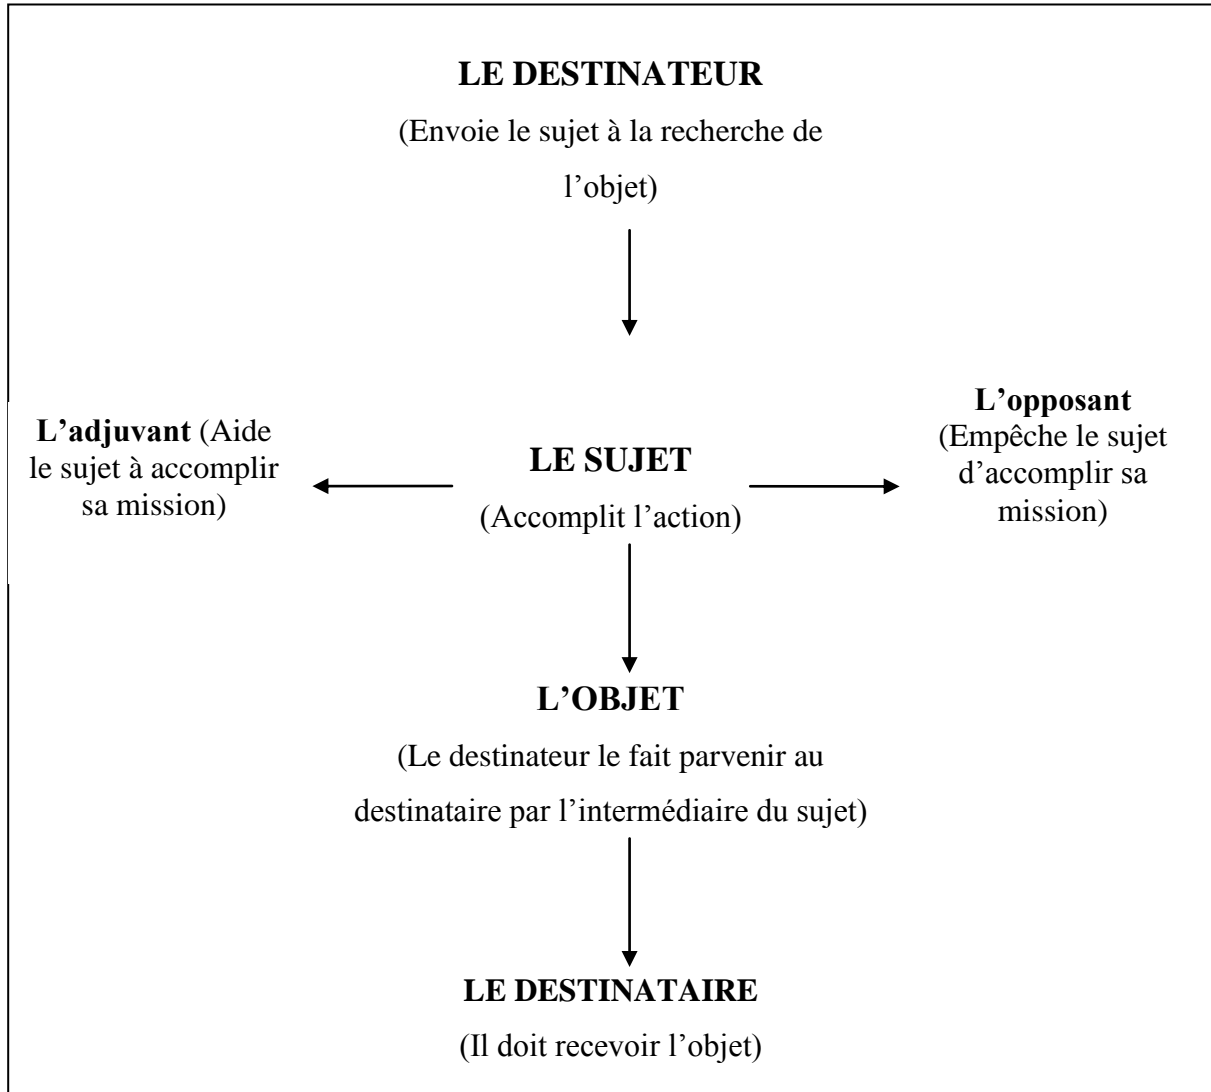 LE DESTINATEUR
(Envoie le sujet à la recherche de
l’objet)
L’adjuvant (Aide
le sujet à accomplir
sa mission)
LE SUJET
(Accomplit l’action)
L’opposant
(Empêche le sujet
d’accomplir sa
mission)
L’OBJET
(Le destinateur le fait parvenir au
destinataire par l’intermédiaire du sujet)
LE DESTINATAIRE
(Il doit recevoir l’objet)